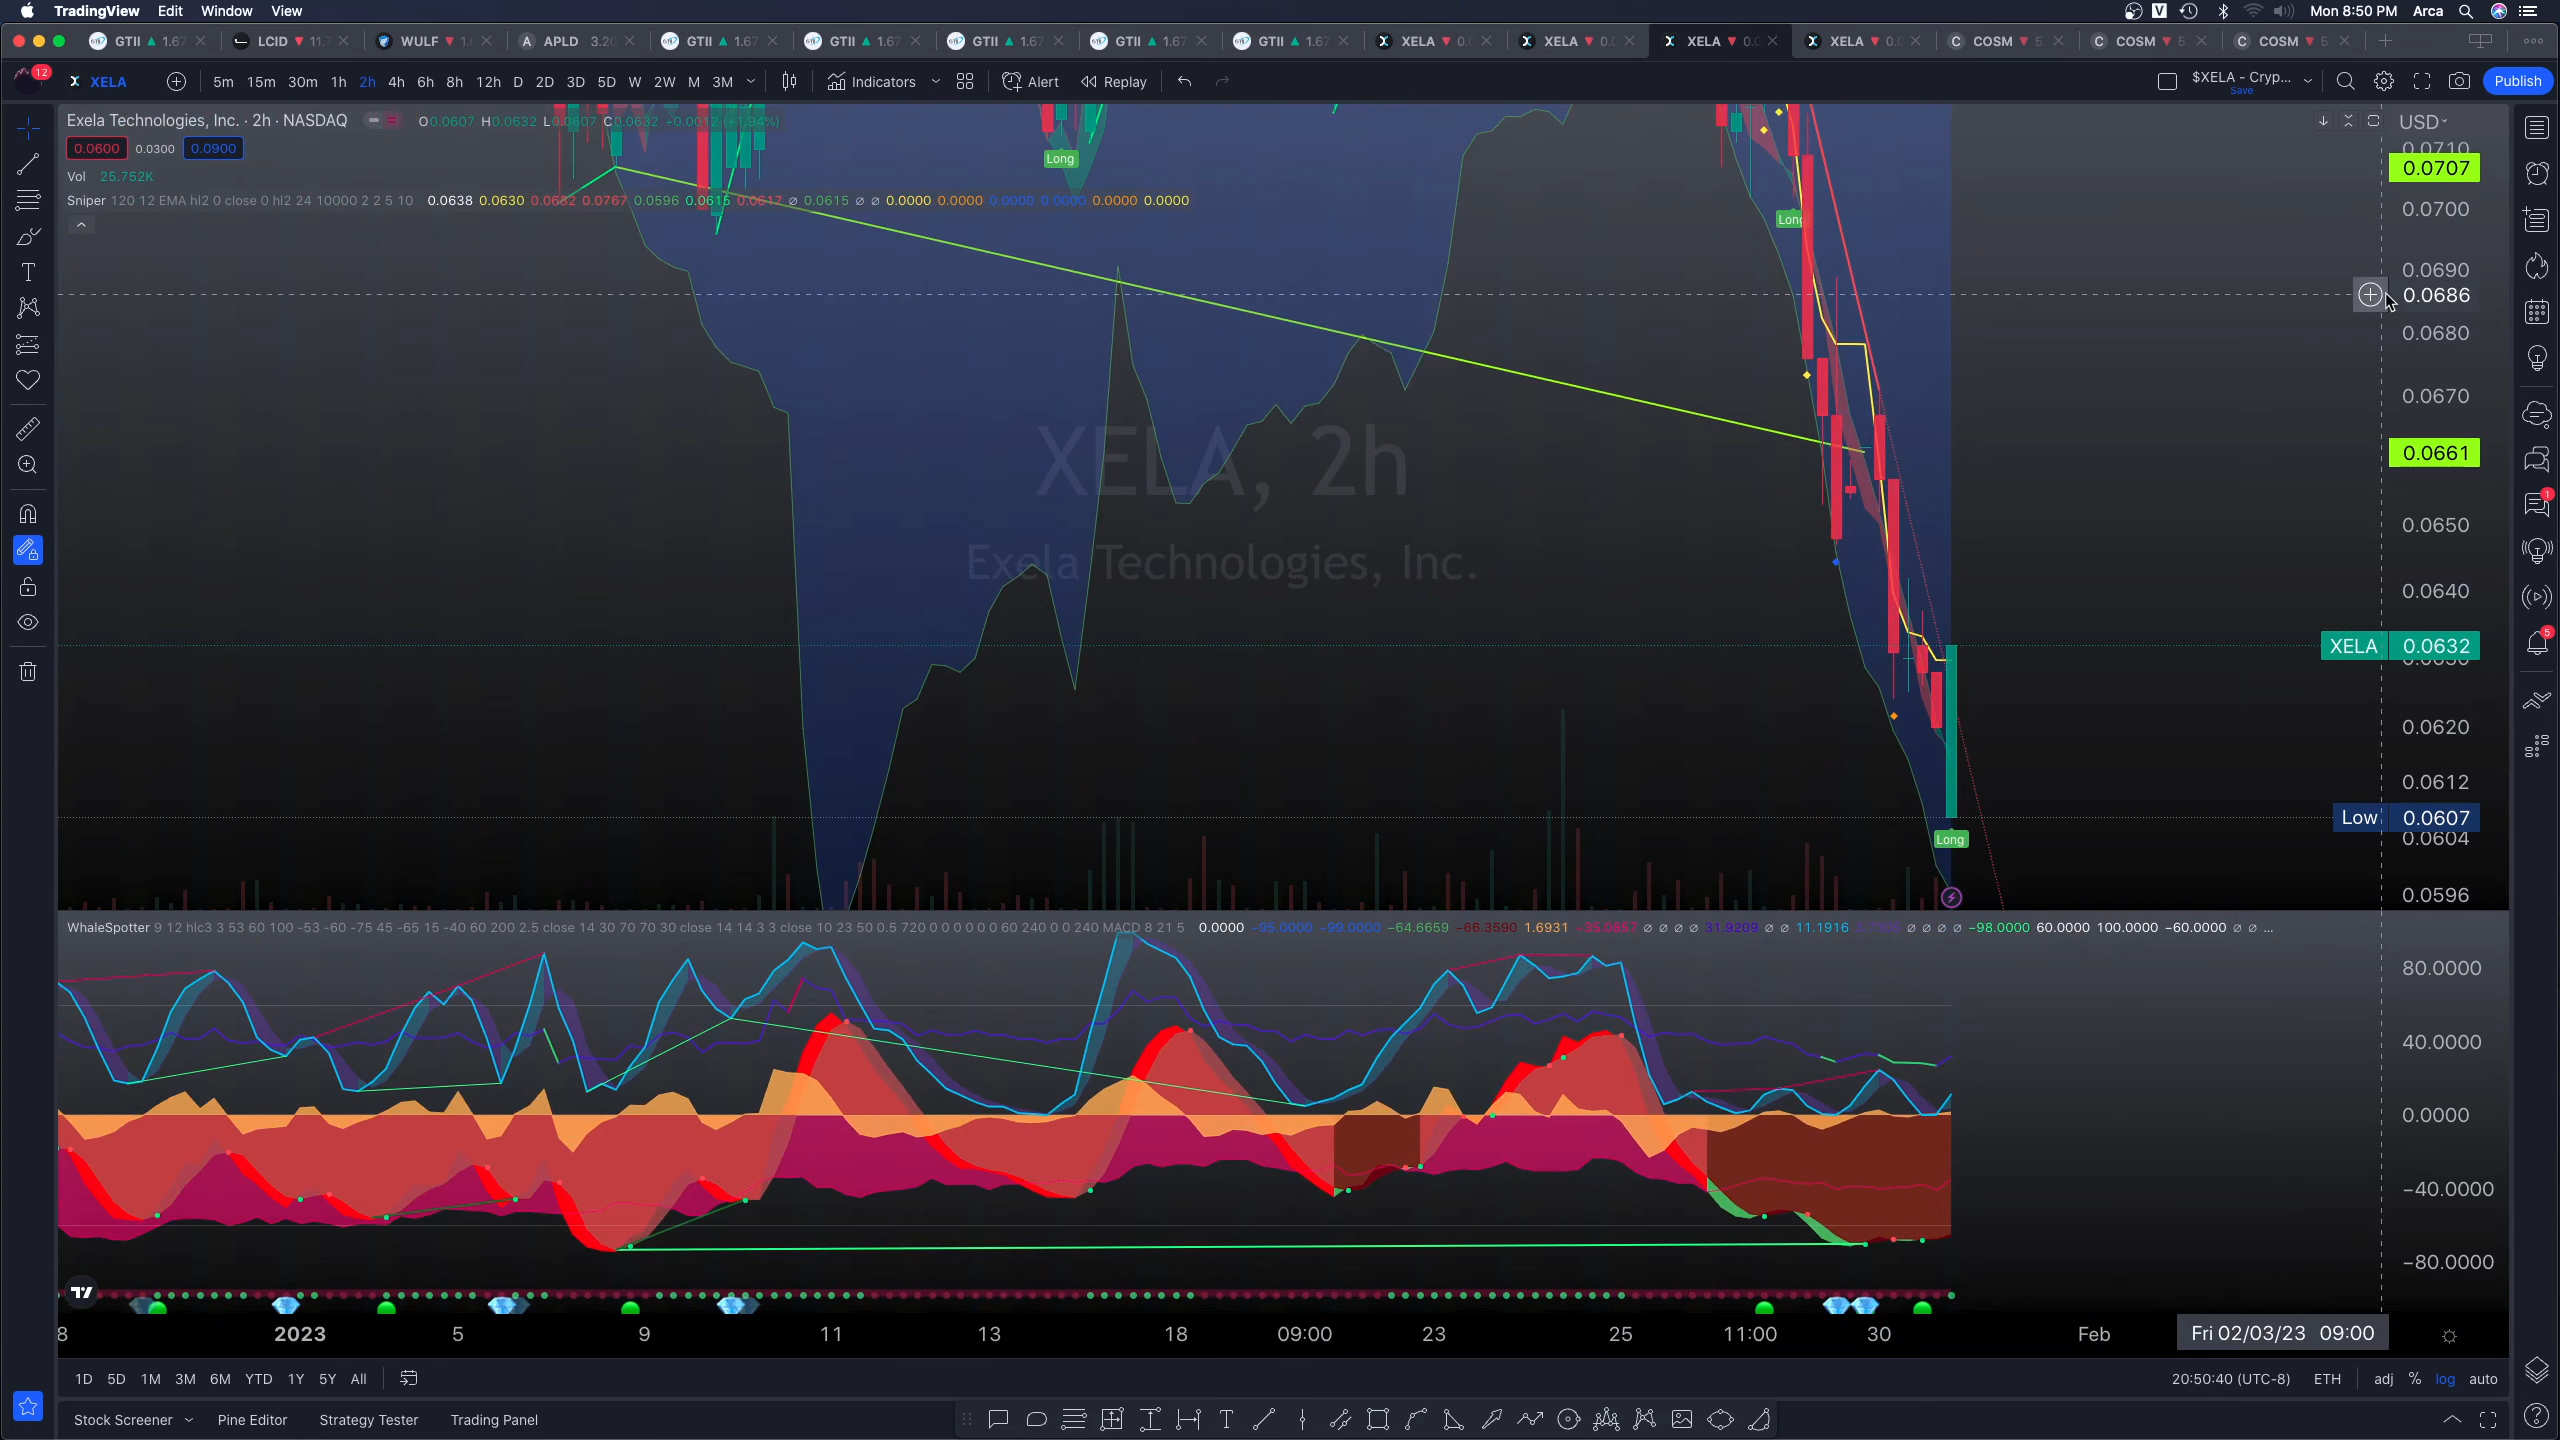 TradingView Edit Window View
V Mon 8:50 PM Arca
GTII 1.67 LCID 11. WULF 1. APLD 3.20 GTII 1.67 GTII 1.67 GTII 1.67 GTII 1.67 GTII 1.67 XELA 0.0 XELA 0.0 XELA 0.0 XELA 0.0 COSM 5 COSM 5. COSM 5
12 XELA 5m 15m 30m 1h 2h 4h 6h 8h 12h D 2D 3D 5D W 2W M 3M Indicators Alert Replay $XELA - Cryp... Save Publish
Exela Technologies, Inc. · 2h · NASDAQ O0.0607 H0.0632 L0.0607 C0.0632 +0.0012 (+1.94%) USD
0.0600 0.0300 0.0900
0.0710
Long
0.0707
Vol 25.752K
Sniper 120 12 EMA hl2 0 close 0 hl2 24 10000 2 2 5 10 0.0638 0.0630 0.0682 0.0767 0.0596 0.0615 0.0617 ∅ 0.0615 ∅ ∅ 0.0000 0.0000 0.0000 0.0000 0.0000 0.0000
0.0700
Long
0.0690
0.0686
0.0680
0.0670
0.0661
XELA, 2h
1
0.0650
Exela Technologies, Inc.
0.0640
5
XELA 0.0632
0.0630
0.0620
0.0612
Low 0.0607
0.0604
Long
0.0596
WhaleSpotter 9 12 hlc3 3 53 60 100 -53 -60 -75 45 -65 15 -40 60 200 2.5 close 14 30 70 70 30 close 14 14 3 3 close 10 23 50 0.5 720 0 0 0 0 0 0 60 240 0 0 240 MACD 8 21 5 0.0000 −95.0000 −99.0000 −64.6659 −66.3590 1.6931 −35.0857 ∅ ∅ ∅ ∅ 31.9209 ∅ ∅ 11.1916 ∅ ∅ ∅ ∅ −98.0000 60.0000 100.0000 −60.0000 ∅ ∅ ...
80.0000
40.0000
0.0000
−40.0000
−80.0000
8 2023 5 9 11 13 18 09:00 23 25 11:00 30 Feb Fri 02/03/23 09:00
1D 5D 1M 3M 6M YTD 1Y 5Y All 20:50:40 (UTC-8) ETH adj % log auto
Stock Screener Pine Editor Strategy Tester Trading Panel